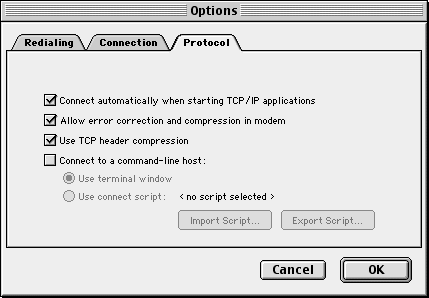 Options
Redialing Connection Protocol
Connect automatically when starting TCP/IP applications
Allow error correction and compression in modem
Use TCP header compression
Connect to a command-line host:
Use terminal window
Use connect script: < no script selected >
Import Script... Export Script...
Cancel OK